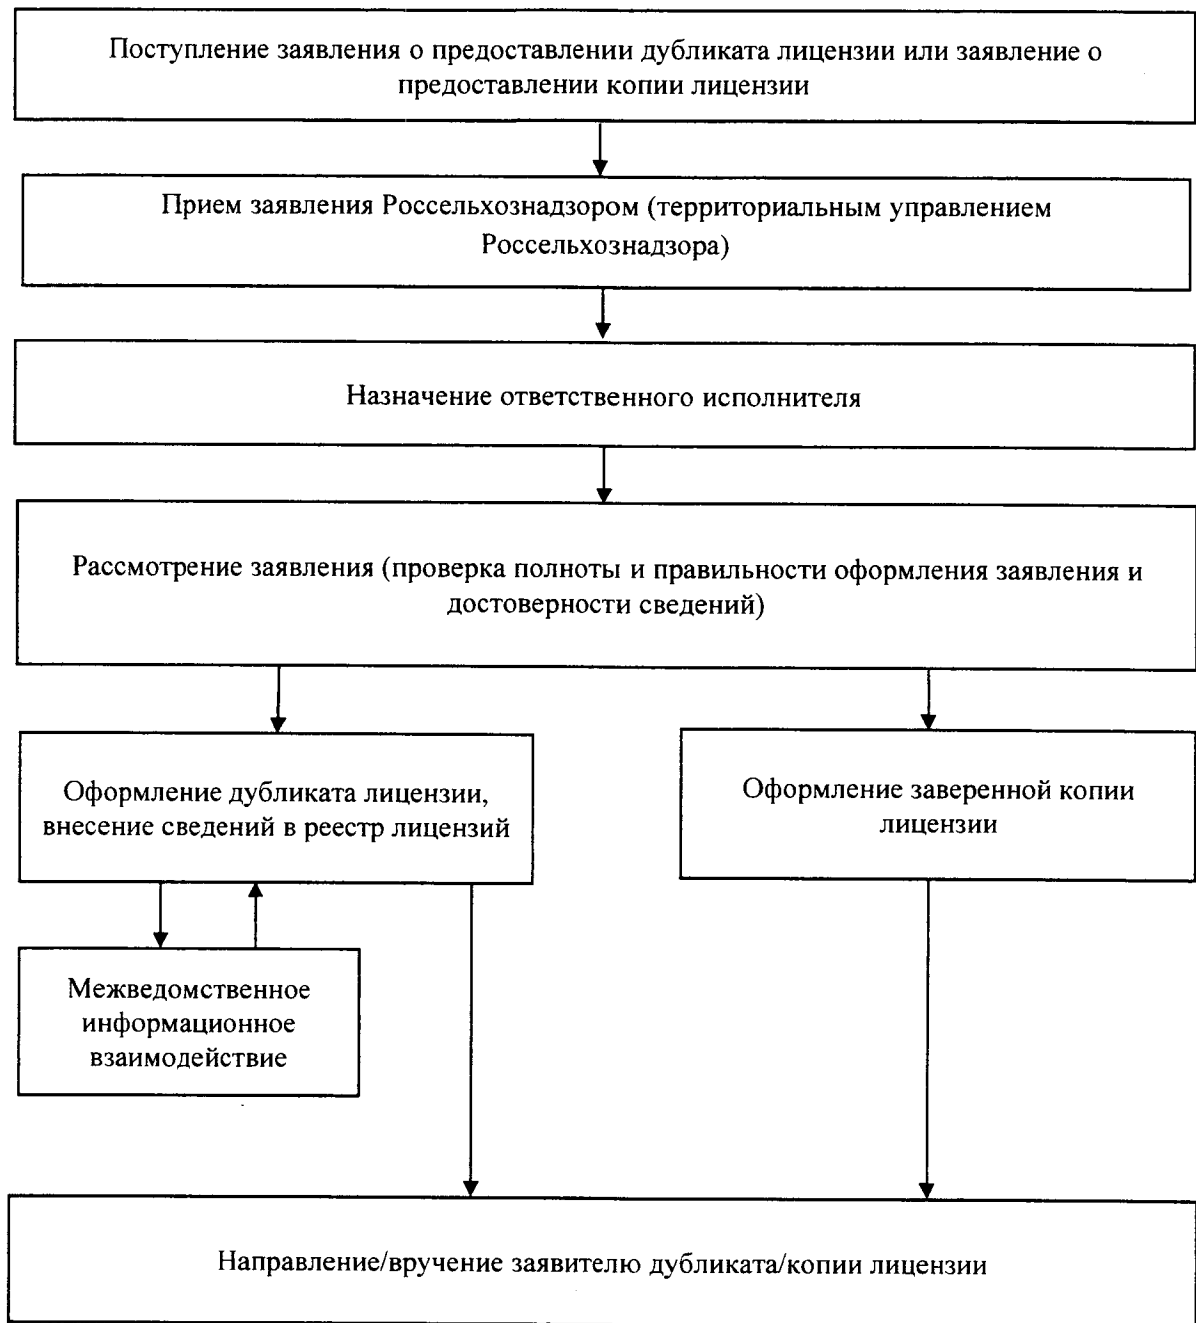 Поступление заявления о предоставлении дубликата лицензии или заявление о
предоставлении копии лицензии
Прием заявления Россельхознадзором (территориальным управлением
Россельхознадзора)
Назначение ответственного исполнителя
Рассмотрение заявления (проверка полноты и правильности оформления заявления и
достоверности сведений)
Оформление дубликата лицензии,
внесение сведений в реестр лицензий
Оформление заверенной копии
лицензии
Межведомственное
информационное
взаимодействие
Направление/вручение заявителю дубликата/копии лицензии